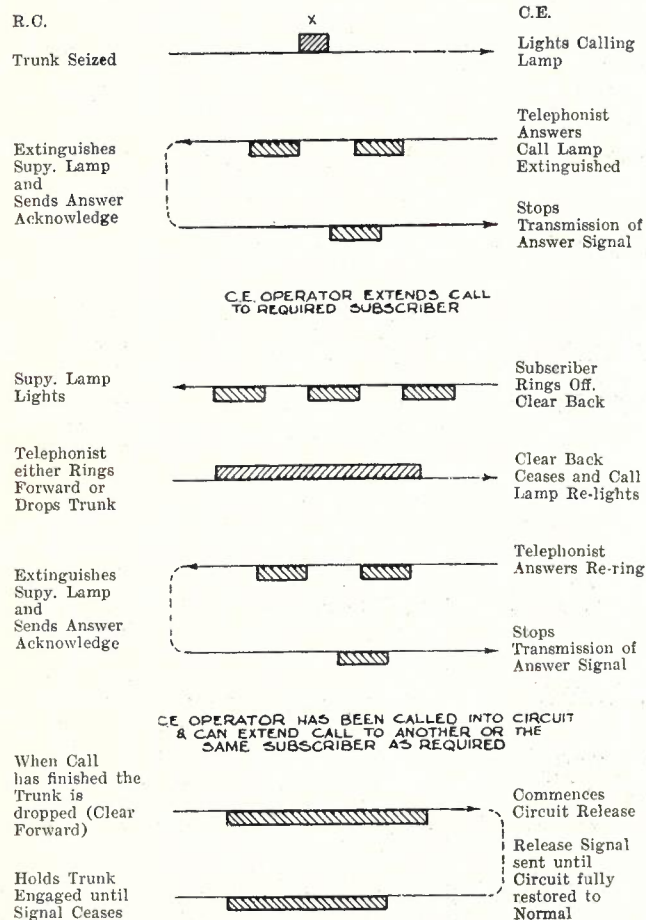 R.C.
X
C.E.
Trunk Seized
Lights Calling
Lamp
Extinguishes
Supy. Lamp
and
Sends Answer
Acknowledge
Telephonist
Answers
Call Lamp
Extinguished
Stops
Transmission of
Answer Signal
C.E. OPERATOR EXTENDS CALL
TO REQUIRED SUBSCRIBER
Supy. Lamp
Lights
Subscriber
Rings Off.
Clear Back
Telephonist
either Rings
Forward or
Drops Trunk
Clear Back
Ceases and Call
Lamp Re-lights
Extinguishes
Supy. Lamp
and
Sends Answer
Acknowledge
Telephonist
Answers Re-ring
Stops
Transmission of
Answer Signal
C.E OPERATOR HAS BEEN CALLED INTO CIRCUIT
& CAN EXTEND CALL TO ANOTHER OR THE
SAME SUBSCRIBER AS REQUIRED
When Call
has finished the
Trunk is
dropped (Clear
Forward)
Commences
Circuit Release
Holds Trunk
Engaged until
Signal Ceases
Release Signal
sent until
Circuit fully
restored to
Normal